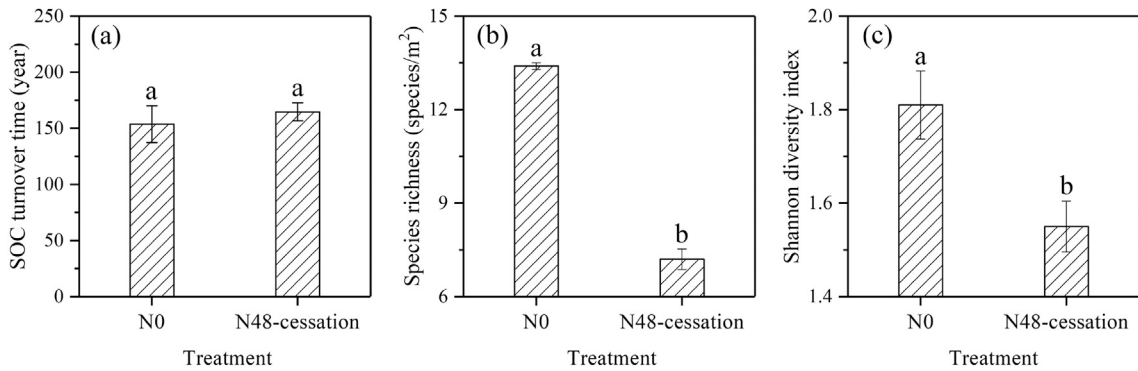 (a)
SOC turnover time (year)
250
200
150
100
50
0
a
a
N0
N48-cessation
Treatment
(b)
Species richness (species/m²)
15
12
9
6
a
b
N0
N48-cessation
Treatment
(c)
Shannon diversity index
2.0
1.8
1.6
1.4
a
b
N0
N48-cessation
Treatment